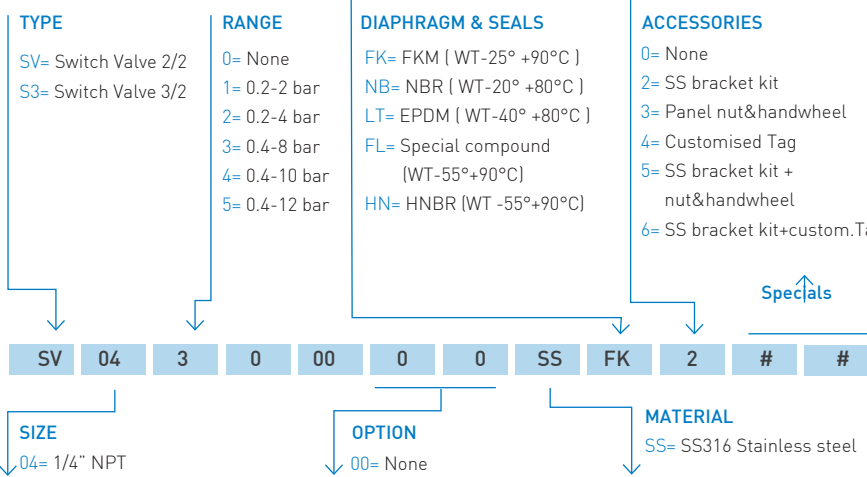 TYPE
SV= Switch Valve 2/2
S3= Switch Valve 3/2
RANGE
0= None
1= 0.2-2 bar
2= 0.2-4 bar
3= 0.4-8 bar
4= 0.4-10 bar
5= 0.4-12 bar
DIAPHRAGM & SEALS
FK= FKM ( WT-25° +90°C )
NB= NBR ( WT-20° +80°C )
LT= EPDM ( WT-40° +80°C )
FL= Special compound
(WT-55°+90°C)
HN= HNBR (WT -55°+90°C)
ACCESSORIES
0= None
2= SS bracket kit
3= Panel nut&handwheel
4= Customised Tag
5= SS bracket kit +
nut&handwheel
6= SS bracket kit+custom.Ta
Specials
SV 04 3 0 00 0 0 SS FK 2 # #
SIZE
04= 1/4" NPT
OPTION
00= None
MATERIAL
SS= SS316 Stainless steel